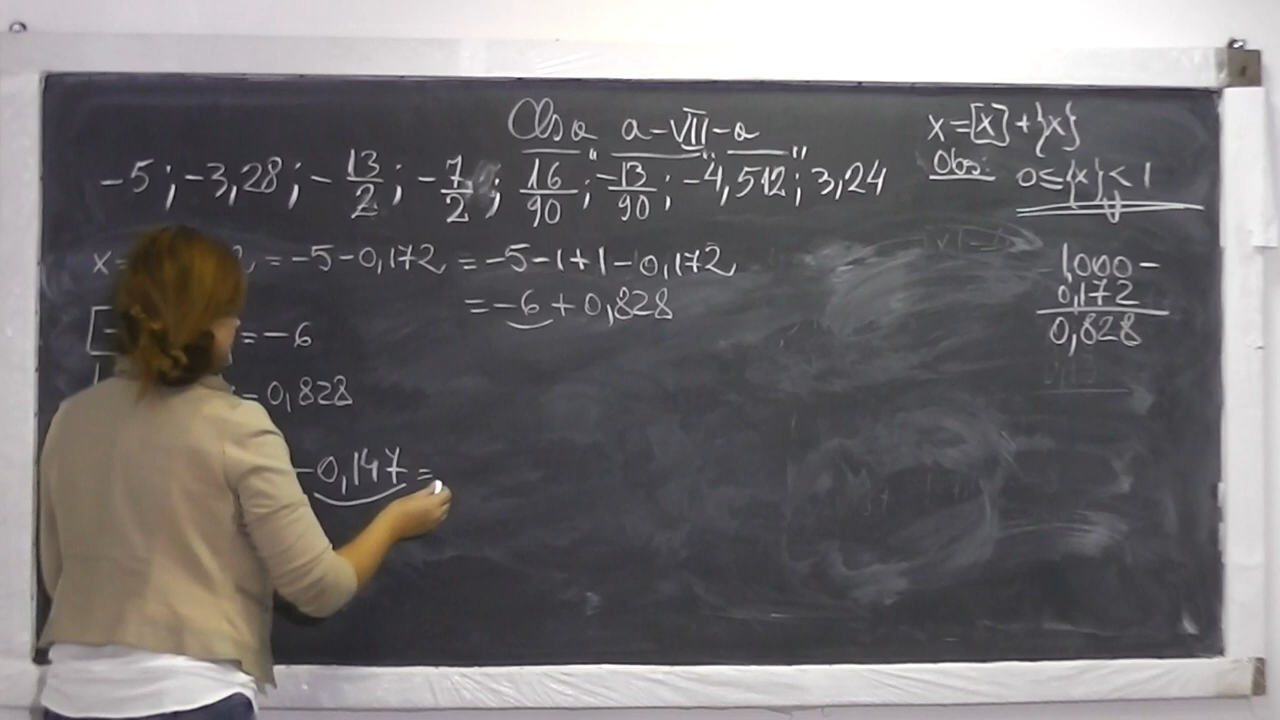 Clsa a-VII-a
-5 ; -3,28 ; -13/2 ; -7/2 ; 16/90 ; -13/90 ; -4,512 ; 3,24
x = [x] + {x}
Obs: 0 ≤ {x} < 1
x= = -5 - 0,172 = -5 - 1 + 1 - 0,172
= -6 + 0,828
= -6
0,828
- 0,147 =
1,000 -
0,172
0,828